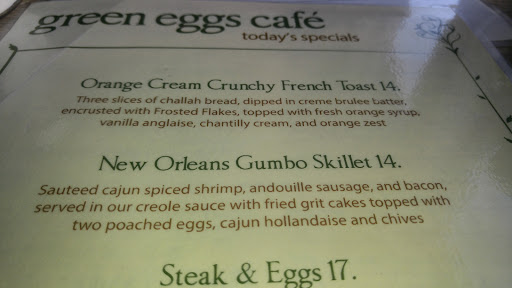 green eggs café
today's specials
Orange Cream Crunchy French Toast 14.
Three slices of challah bread, dipped in creme brulee batter,
encrusted with Frosted Flakes, topped with fresh orange syrup,
vanilla anglaise, chantilly cream, and orange zest
New Orleans Gumbo Skillet 14.
Sauteed cajun spiced shrimp, andouille sausage, and bacon,
served in our creole sauce with fried grit cakes topped with
two poached eggs, cajun hollandaise and chives
Steak & Eggs 17.